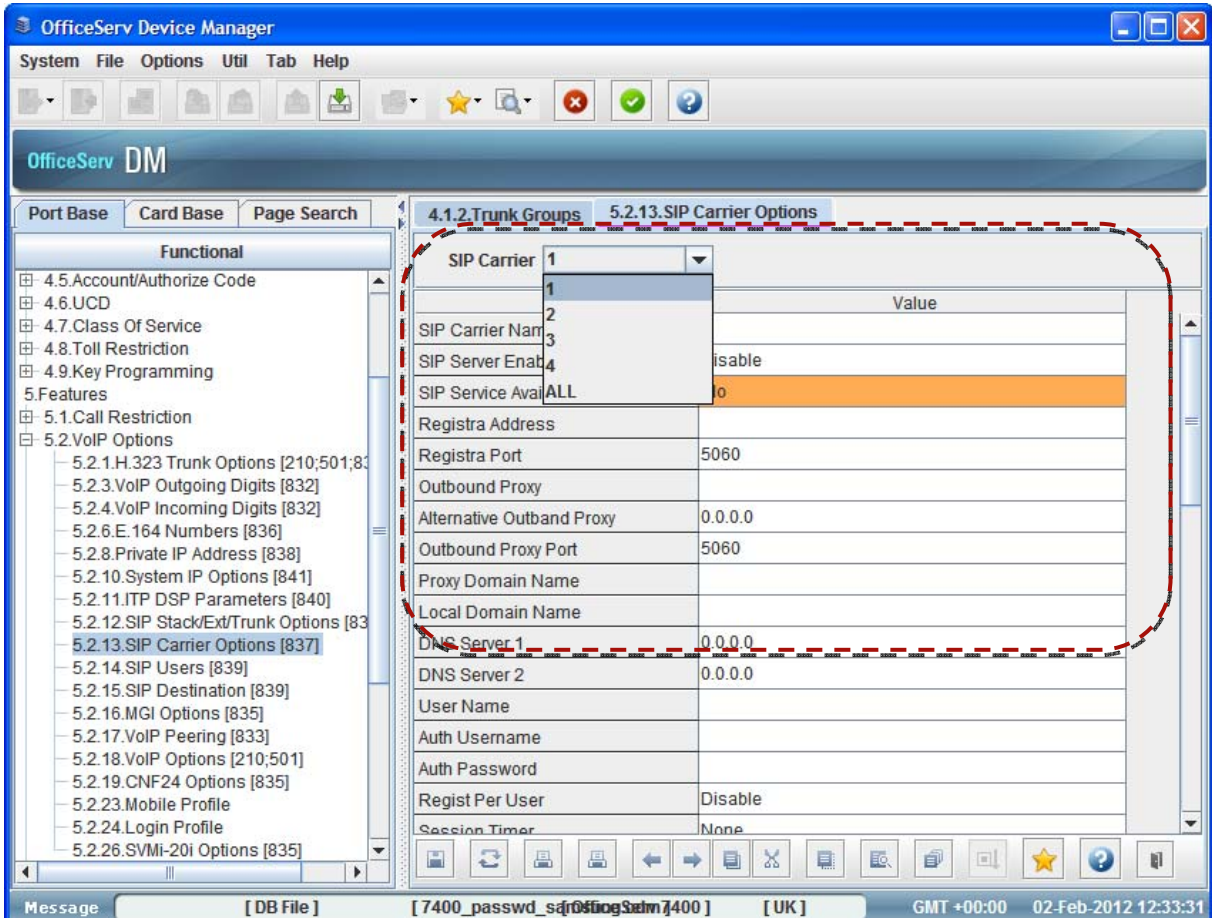 OfficeServ Device Manager
System File Options Util Tab Help
OfficeServ DM
Port Base Card Base Page Search
Functional
4.5.Account/Authorize Code
4.6.UCD
4.7.Class Of Service
4.8.Toll Restriction
4.9.Key Programming
5.Features
5.1.Call Restriction
5.2.VoIP Options
5.2.1.H.323 Trunk Options [210;501;83
5.2.3.VoIP Outgoing Digits [832]
5.2.4.VoIP Incoming Digits [832]
5.2.6.E.164 Numbers [836]
5.2.8.Private IP Address [838]
5.2.10.System IP Options [841]
5.2.11.ITP DSP Parameters [840]
5.2.12.SIP Stack/Ext/Trunk Options [83
5.2.13.SIP Carrier Options [837]
5.2.14.SIP Users [839]
5.2.15.SIP Destination [839]
5.2.16.MGI Options [835]
5.2.17.VoIP Peering [833]
5.2.18.VoIP Options [210;501]
5.2.19.CNF24 Options [835]
5.2.23.Mobile Profile
5.2.24.Login Profile
5.2.26.SVMi-20i Options [835]
4.1.2.Trunk Groups 5.2.13.SIP Carrier Options
SIP Carrier 1
1
2
3
4
ALL
Value
SIP Carrier Nam
SIP Server Enab isable
SIP Service Avai lo
Registra Address
Registra Port 5060
Outbound Proxy
Alternative Outband Proxy 0.0.0.0
Outbound Proxy Port 5060
Proxy Domain Name
Local Domain Name
DNS Server 1 0.0.0.0
DNS Server 2 0.0.0.0
User Name
Auth Username
Auth Password
Regist Per User Disable
Session Timer None
Message [ DB File ] [ 7400_passwd 7400 ] [ UK ] GMT +00:00 02-Feb-2012 12:33:31